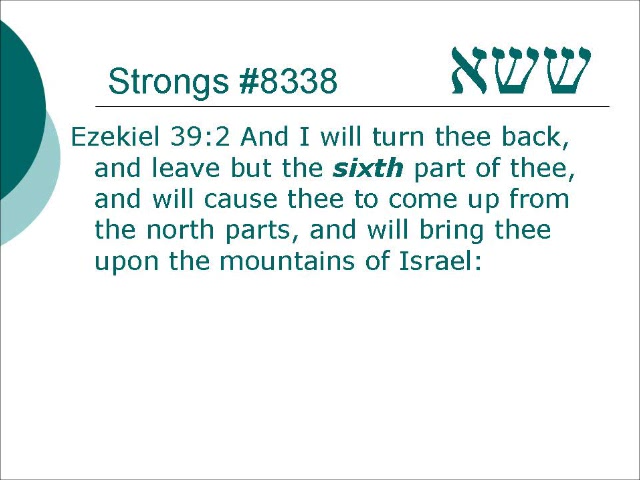 Strongs #8338 ששא
Ezekiel 39:2 And I will turn thee back,
and leave but the sixth part of thee,
and will cause thee to come up from
the north parts, and will bring thee
upon the mountains of Israel: